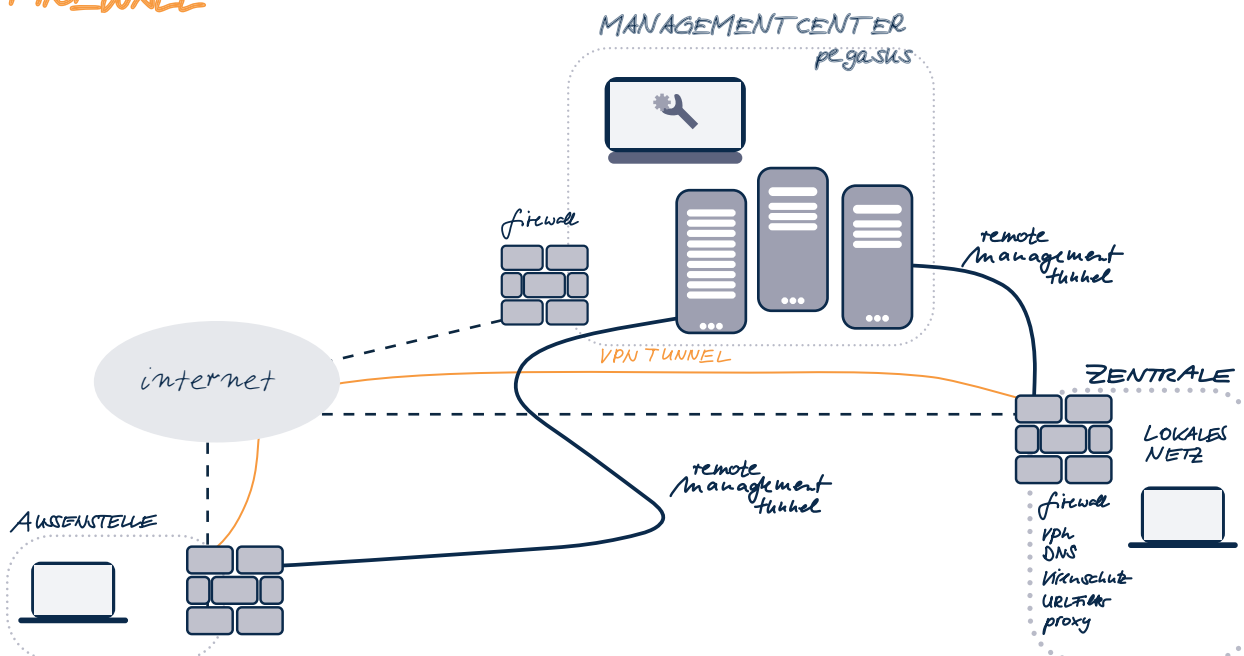 FIREWALL
MANAGEMENTCENTER
pegasus
firewall
remote
management
tunnel
VPN TUNNEL
internet
ZENTRALE
LOKALES
NETZ
remote
management
tunnel
firewall
vpn
DNS
Virenschutz
URLFilter
proxy
AUSSENSTELLE